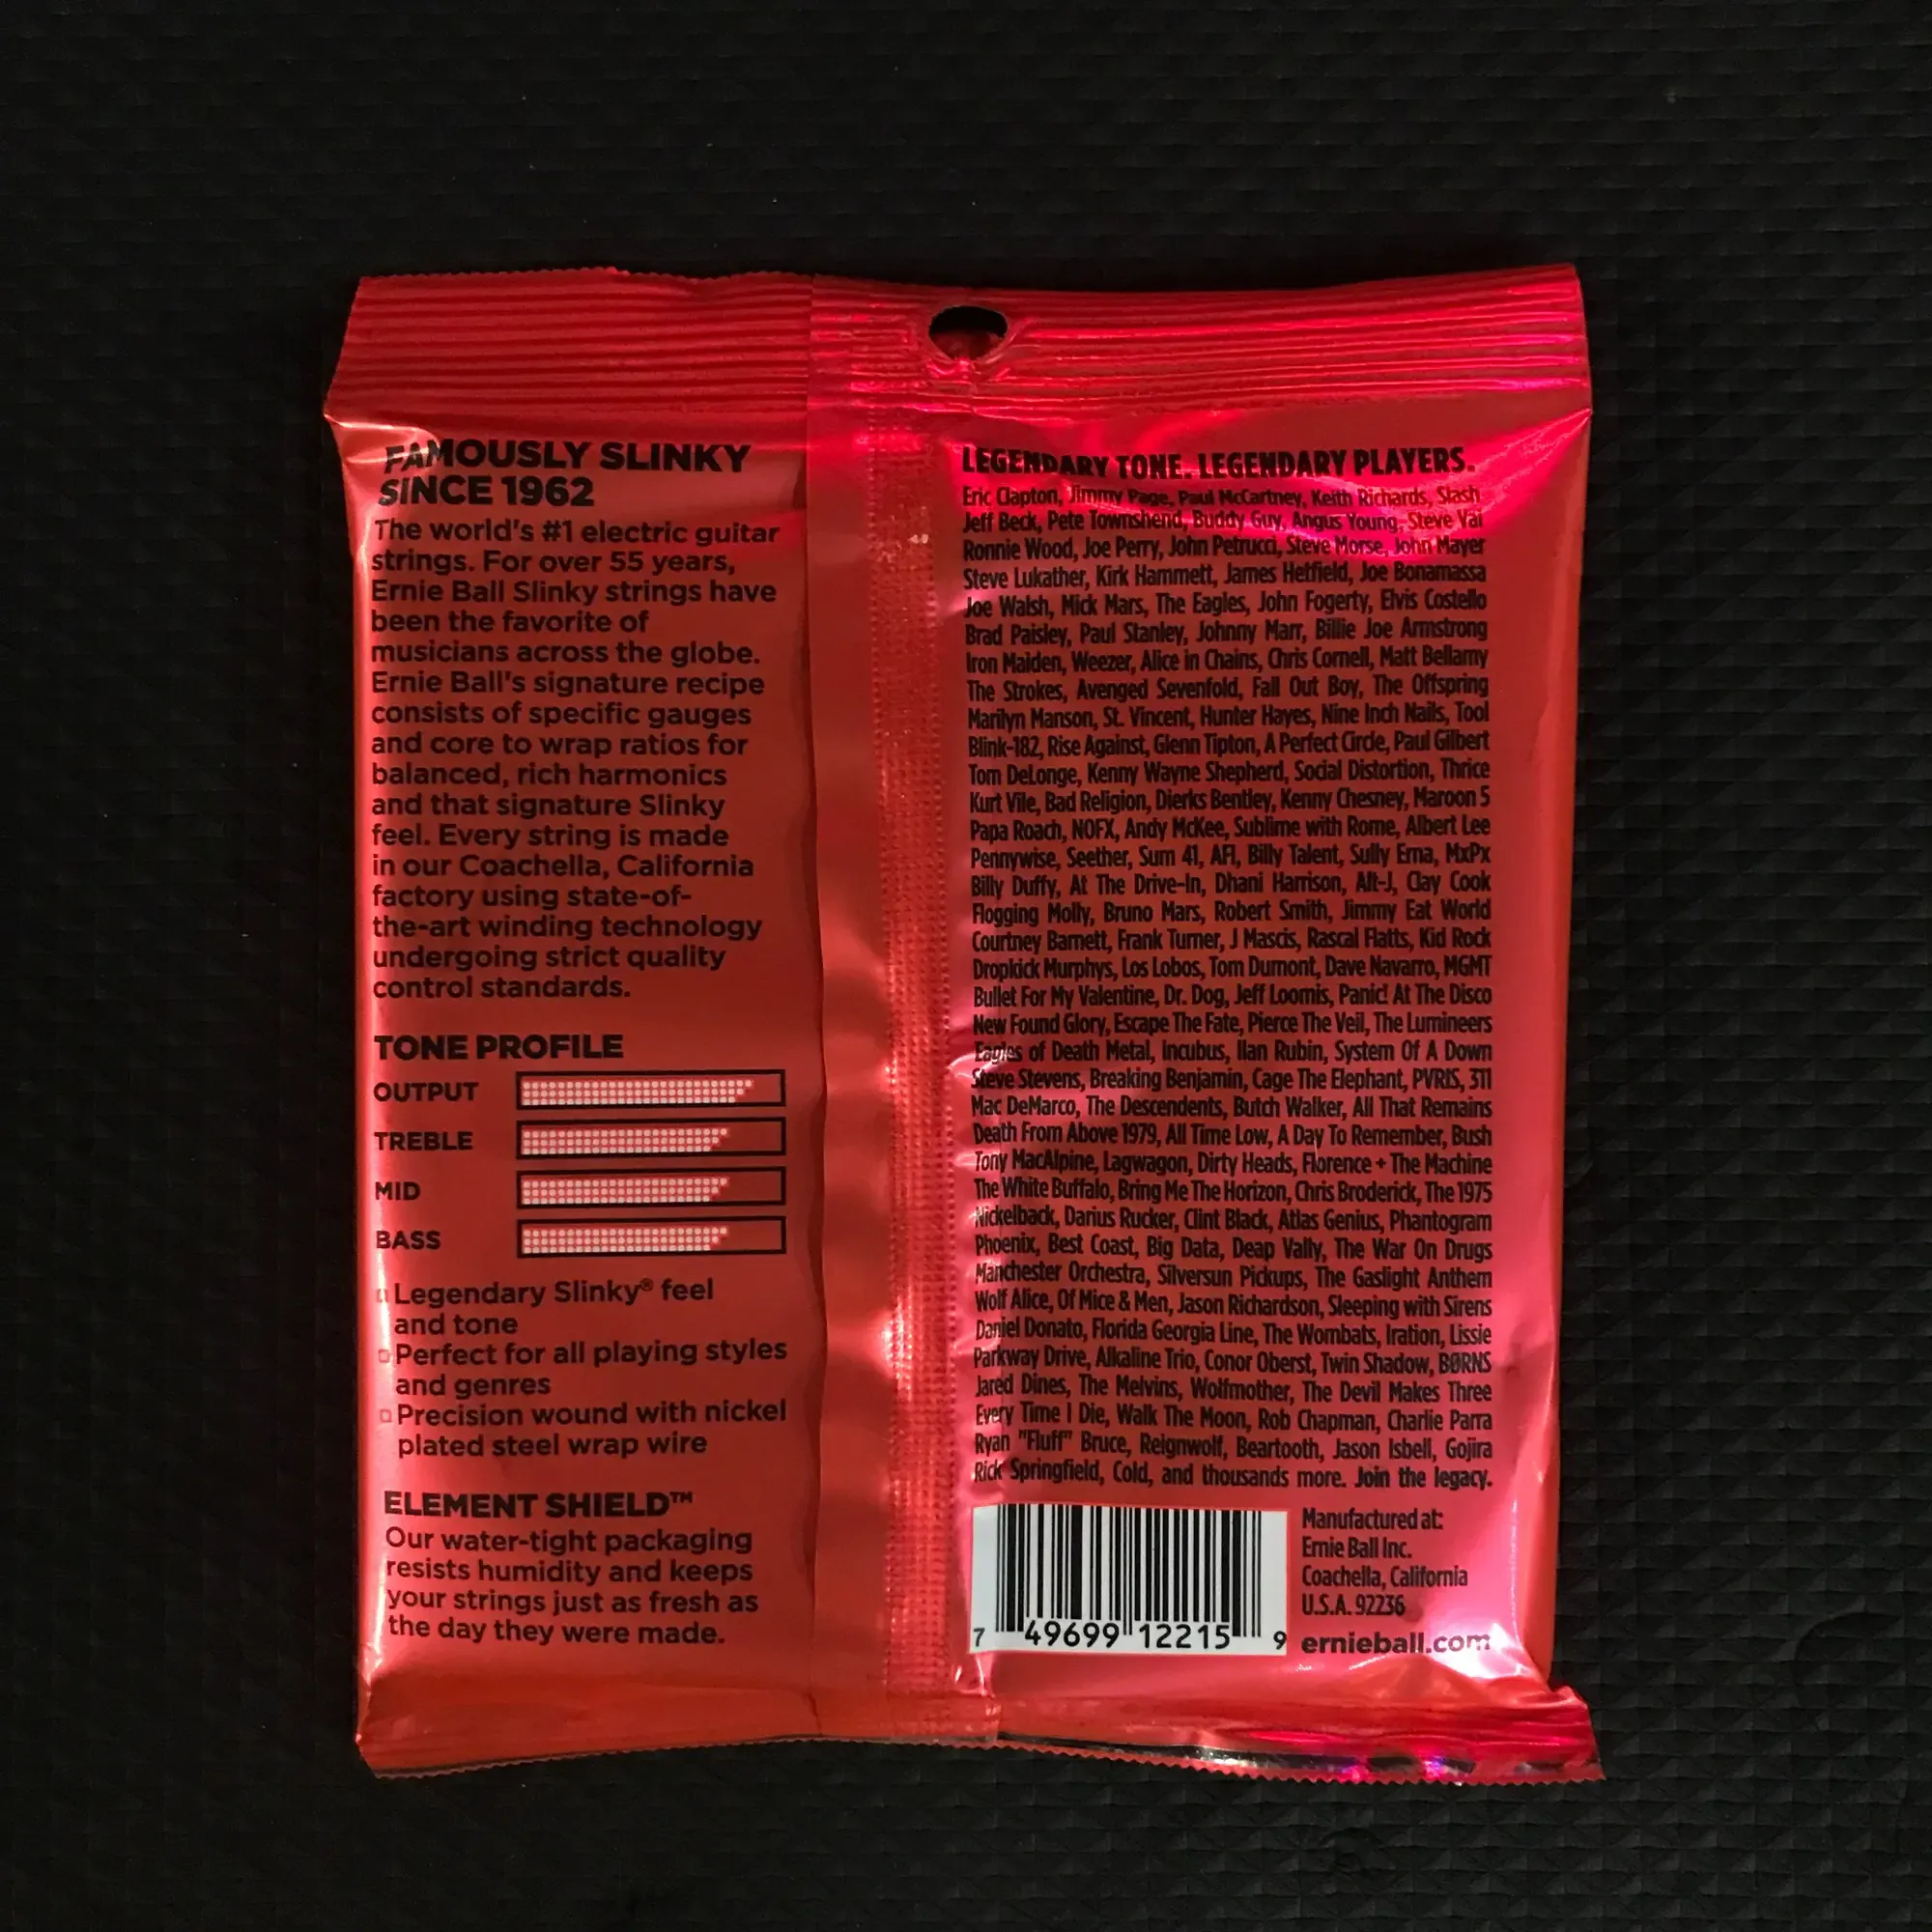 FAMOUSLY SLINKY
SINCE 1962
The world's #1 electric guitar
strings. For over 55 years,
Ernie Ball Slinky strings have
been the favorite of
musicians across the globe.
Ernie Ball's signature recipe
consists of specific gauges
and core to wrap ratios for
balanced, rich harmonics
and that signature Slinky
feel. Every string is made
in our Coachella, California
factory using state-of-
the-art winding technology
undergoing strict quality
control standards.
TONE PROFILE
OUTPUT
TREBLE
MID
BASS
Legendary Slinky® feel
and tone
Perfect for all playing styles
and genres
Precision wound with nickel
plated steel wrap wire
ELEMENT SHIELD™
Our water-tight packaging
resists humidity and keeps
your strings just as fresh as
the day they were made.
LEGENDARY TONE. LEGENDARY PLAYERS.
Eric Clapton, Jimmy Page, Paul McCartney, Keith Richards, Slash
Jeff Beck, Pete Townshend, Buddy Guy, Angus Young, Steve Vai
Ronnie Wood, Joe Perry, John Petrucci, Steve Morse, John Mayer
Steve Lukather, Kirk Hammett, James Hetfield, Joe Bonamassa
Joe Walsh, Mick Mars, The Eagles, John Fogerty, Elvis Costello
Brad Paisley, Paul Stanley, Johnny Marr, Billie Joe Armstrong
Iron Maiden, Weezer, Alice in Chains, Chris Cornell, Matt Bellamy
The Strokes, Avenged Sevenfold, Fall Out Boy, The Offspring
Marilyn Manson, St. Vincent, Hunter Hayes, Nine Inch Nails, Tool
Blink-182, Rise Against, Glenn Tipton, A Perfect Circle, Paul Gilbert
Tom DeLonge, Kenny Wayne Shepherd, Social Distortion, Thrice
Kurt Vile, Bad Religion, Dierks Bentley, Kenny Chesney, Maroon 5
Papa Roach, NOFX, Andy McKee, Sublime with Rome, Albert Lee
Pennywise, Seether, Sum 41, AFI, Billy Talent, Sully Erna, MxPx
Billy Duffy, At The Drive-In, Dhani Harrison, Alt-J, Clay Cook
Flogging Molly, Bruno Mars, Robert Smith, Jimmy Eat World
Courtney Barnett, Frank Turner, J Mascis, Rascal Flatts, Kid Rock
Dropkick Murphys, Los Lobos, Tom Dumont, Dave Navarro, MGMT
Bullet For My Valentine, Dr. Dog, Jeff Loomis, Panic! At The Disco
New Found Glory, Escape The Fate, Pierce The Veil, The Lumineers
Eagles of Death Metal, Incubus, Ilan Rubin, System Of A Down
Steve Stevens, Breaking Benjamin, Cage The Elephant, PVRIS, 311
Mac DeMarco, The Descendents, Butch Walker, All That Remains
Death From Above 1979, All Time Low, A Day To Remember, Bush
Tony MacAlpine, Lagwagon, Dirty Heads, Florence + The Machine
The White Buffalo, Bring Me The Horizon, Chris Broderick, The 1975
Nickelback, Darius Rucker, Clint Black, Atlas Genius, Phantogram
Phoenix, Best Coast, Big Data, Deap Vally, The War On Drugs
Manchester Orchestra, Silversun Pickups, The Gaslight Anthem
Wolf Alice, Of Mice & Men, Jason Richardson, Sleeping with Sirens
Daniel Donato, Florida Georgia Line, The Wombats, Iration, Lissie
Parkway Drive, Alkaline Trio, Conor Oberst, Twin Shadow, BØRNS
Jared Dines, The Melvins, Wolfmother, The Devil Makes Three
Every Time I Die, Walk The Moon, Rob Chapman, Charlie Parra
Ryan "Fluff" Bruce, Reignwolf, Beartooth, Jason Isbell, Gojira
Rick Springfield, Cold, and thousands more. Join the legacy.
7 49699 12215 9
Manufactured at:
Ernie Ball Inc.
Coachella, California
U.S.A. 92236
ernieball.com